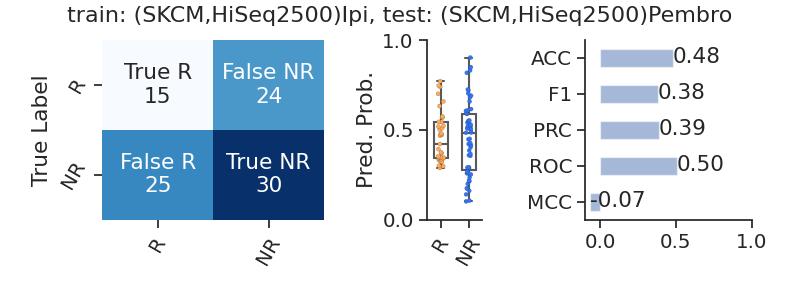 train: (SKCM,HiSeq2500)Ipi, test: (SKCM,HiSeq2500)Pembro
True Label
R
NR
True R
15
False NR
24
False R
25
True NR
30
R
NR
Pred. Prob.
1.0
0.5
0.0
R
NR
ACC
0.48
F1
0.38
PRC
0.39
ROC
0.50
MCC
-0.07
0.0
0.5
1.0